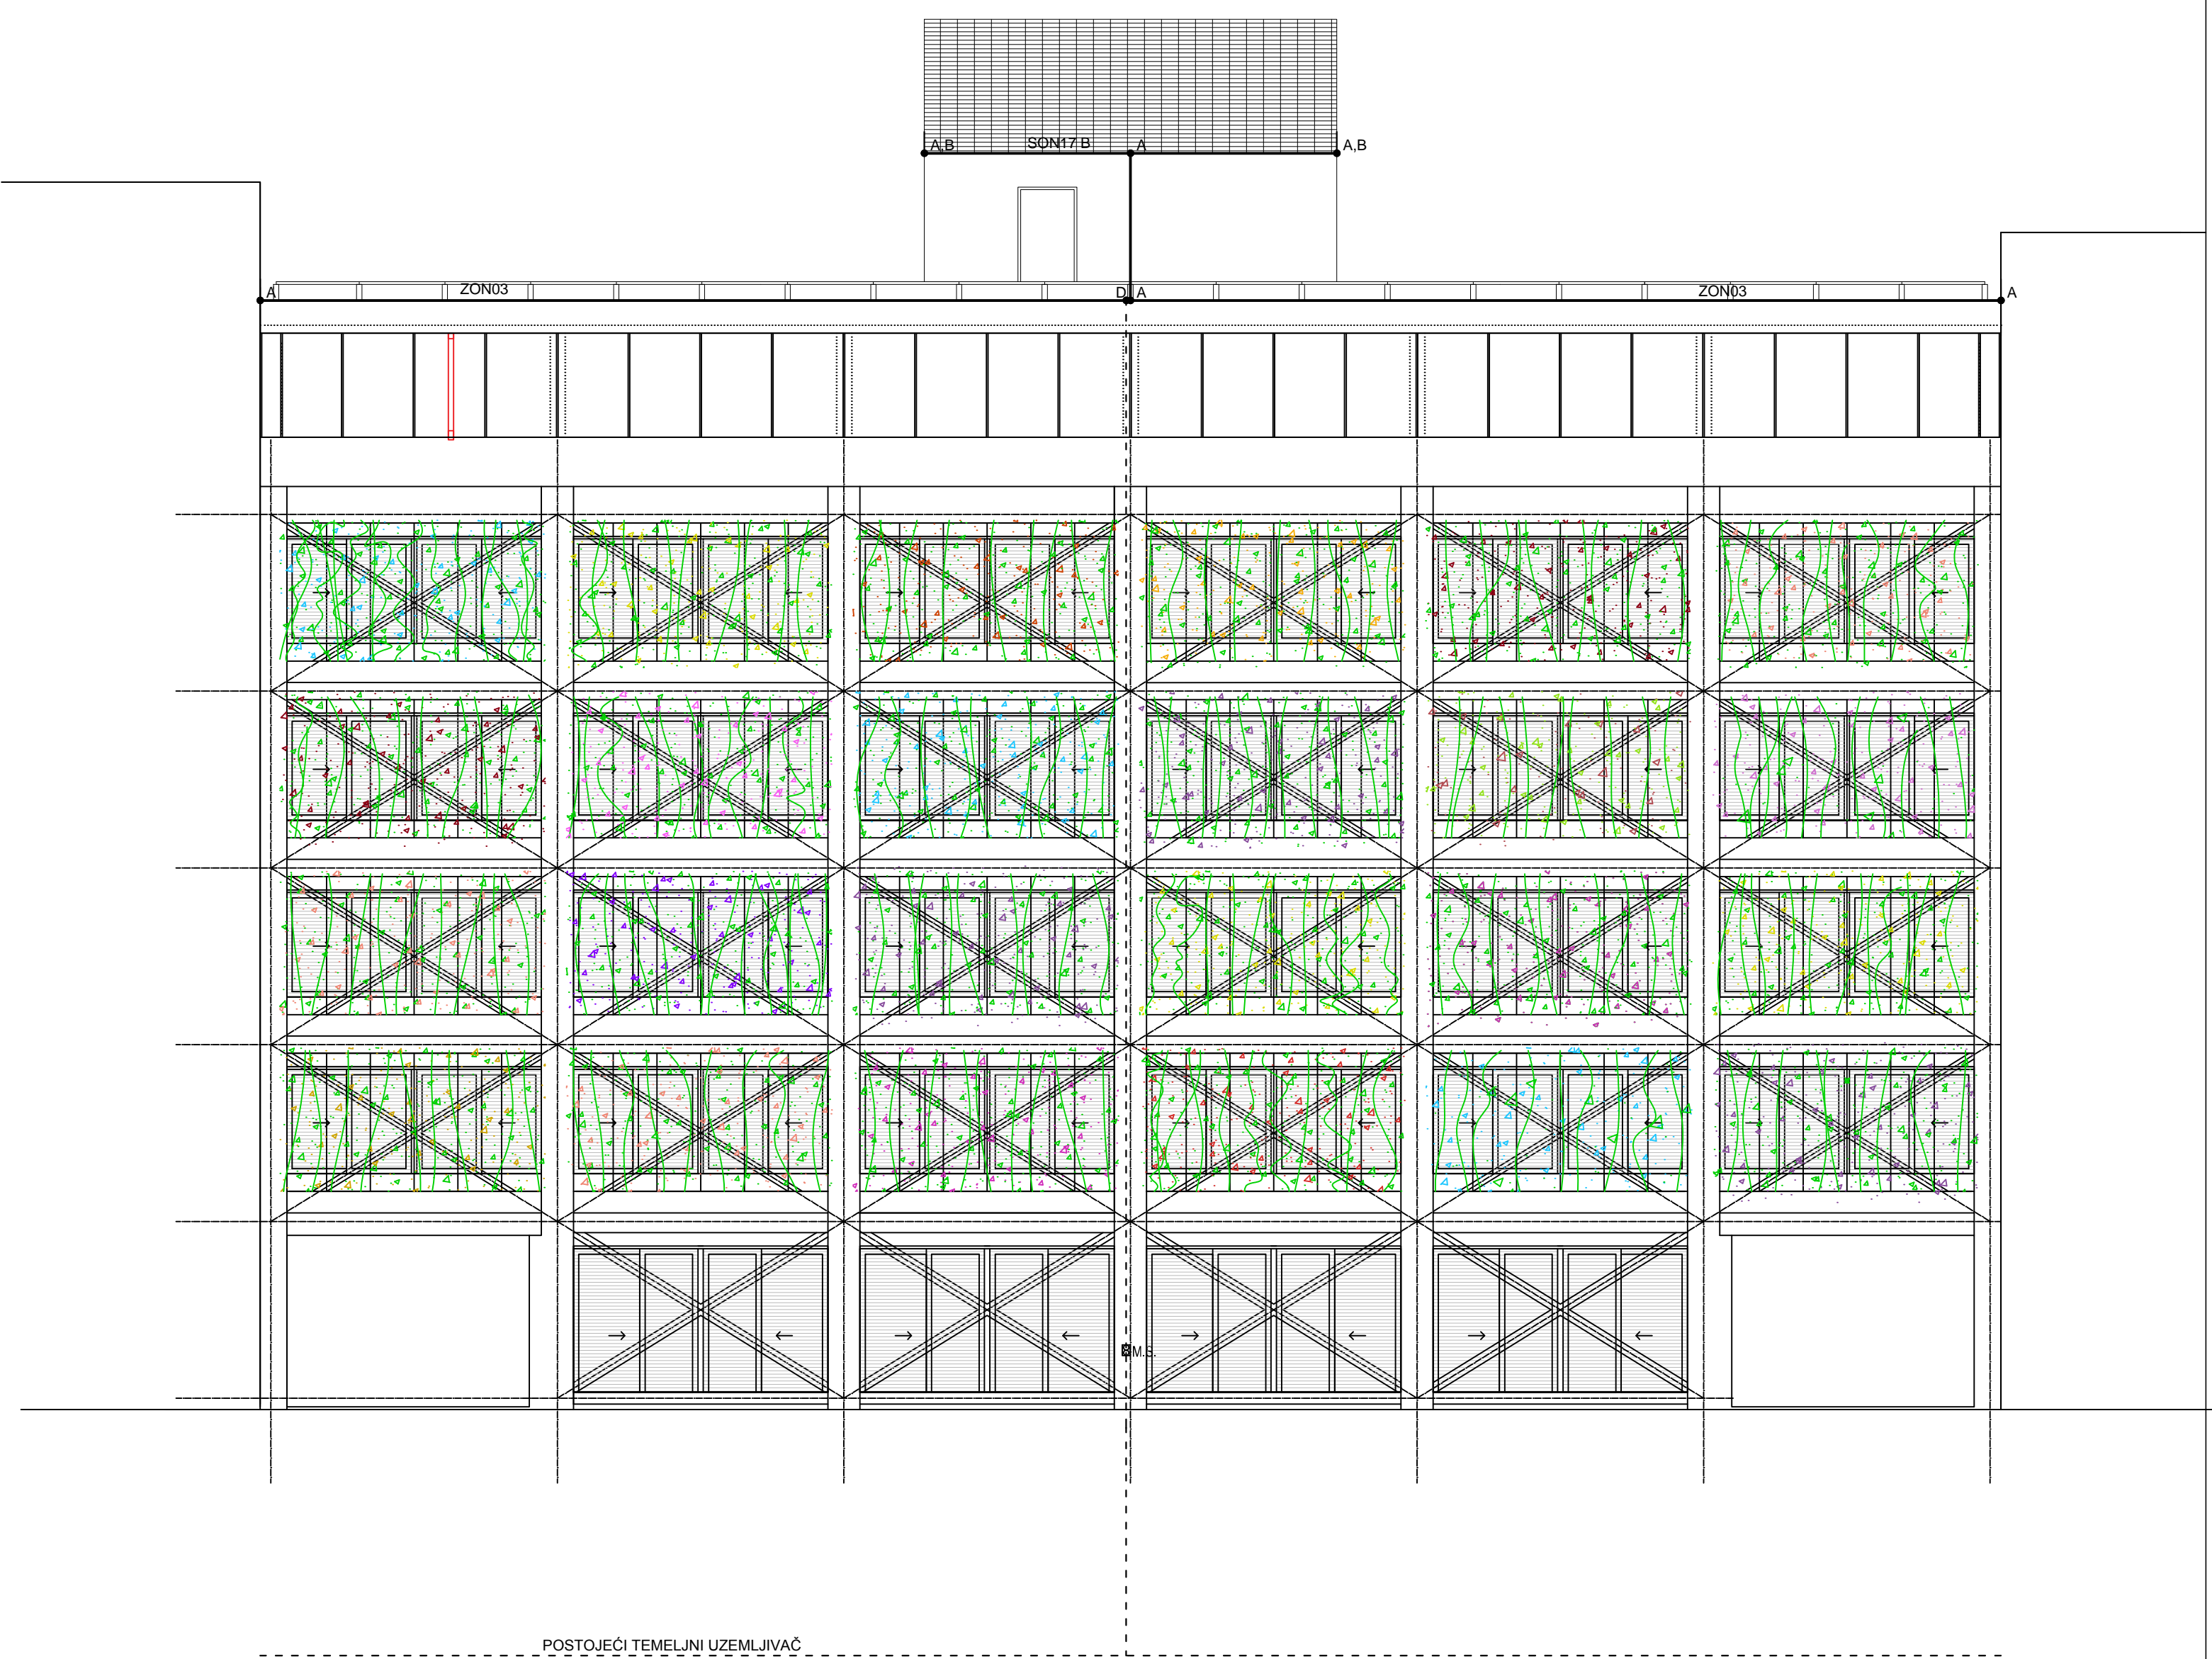 A,B SON17 B A A,B
A ZON03 D A ZON03 A
M.S.
POSTOJEĆI TEMELJNI UZEMLJIVAČ